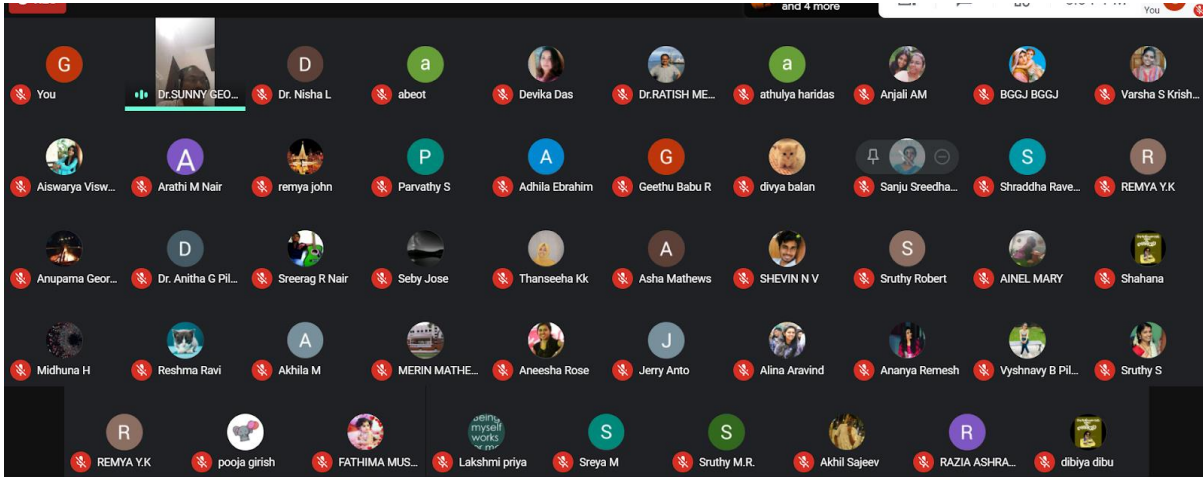 and 4 more
You
G
D
a
a
You
Dr.SUNNY GEO...
Dr. Nisha L
abeot
Devika Das
Dr.RATISH ME...
athulya haridas
Anjali AM
BGGJ BGGJ
Varsha S Krish...
A
P
A
G
S
R
Aiswarya Visw...
Arathi M Nair
remya john
Parvathy S
Adhila Ebrahim
Geethu Babu R
divya balan
Sanju Sreedha...
Shraddha Rave...
REMYA Y.K
D
A
S
Anupama Geor...
Dr. Anitha G Pil...
Sreerag R Nair
Seby Jose
Thanseeha Kk
Asha Mathews
SHEVIN N V
Sruthy Robert
AINEL MARY
Shahana
A
J
Midhuna H
Reshma Ravi
Akhila M
MERIN MATHE...
Aneesha Rose
Jerry Anto
Alina Aravind
Ananya Remesh
Vyshnavy B Pil...
Sruthy S
R
being
myself
works
S
S
R
REMYA Y.K
pooja girish
FATHIMA MUS...
Lakshmi priya
Sreya M
Sruthy M.R.
Akhil Sajeev
RAZIA ASHRA...
dibiya dibu